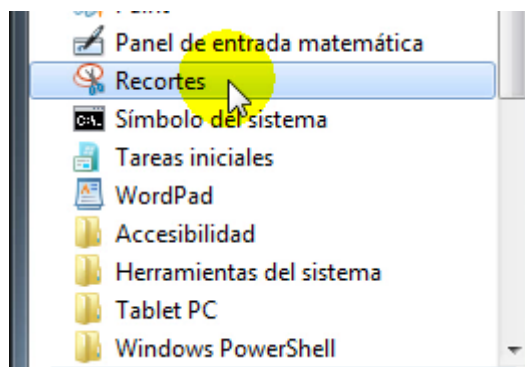 Paint
Panel de entrada matemática
Recortes
C:\.
Símbolo del sistema
Tareas iniciales
WordPad
Accesibilidad
Herramientas del sistema
Tablet PC
Windows PowerShell